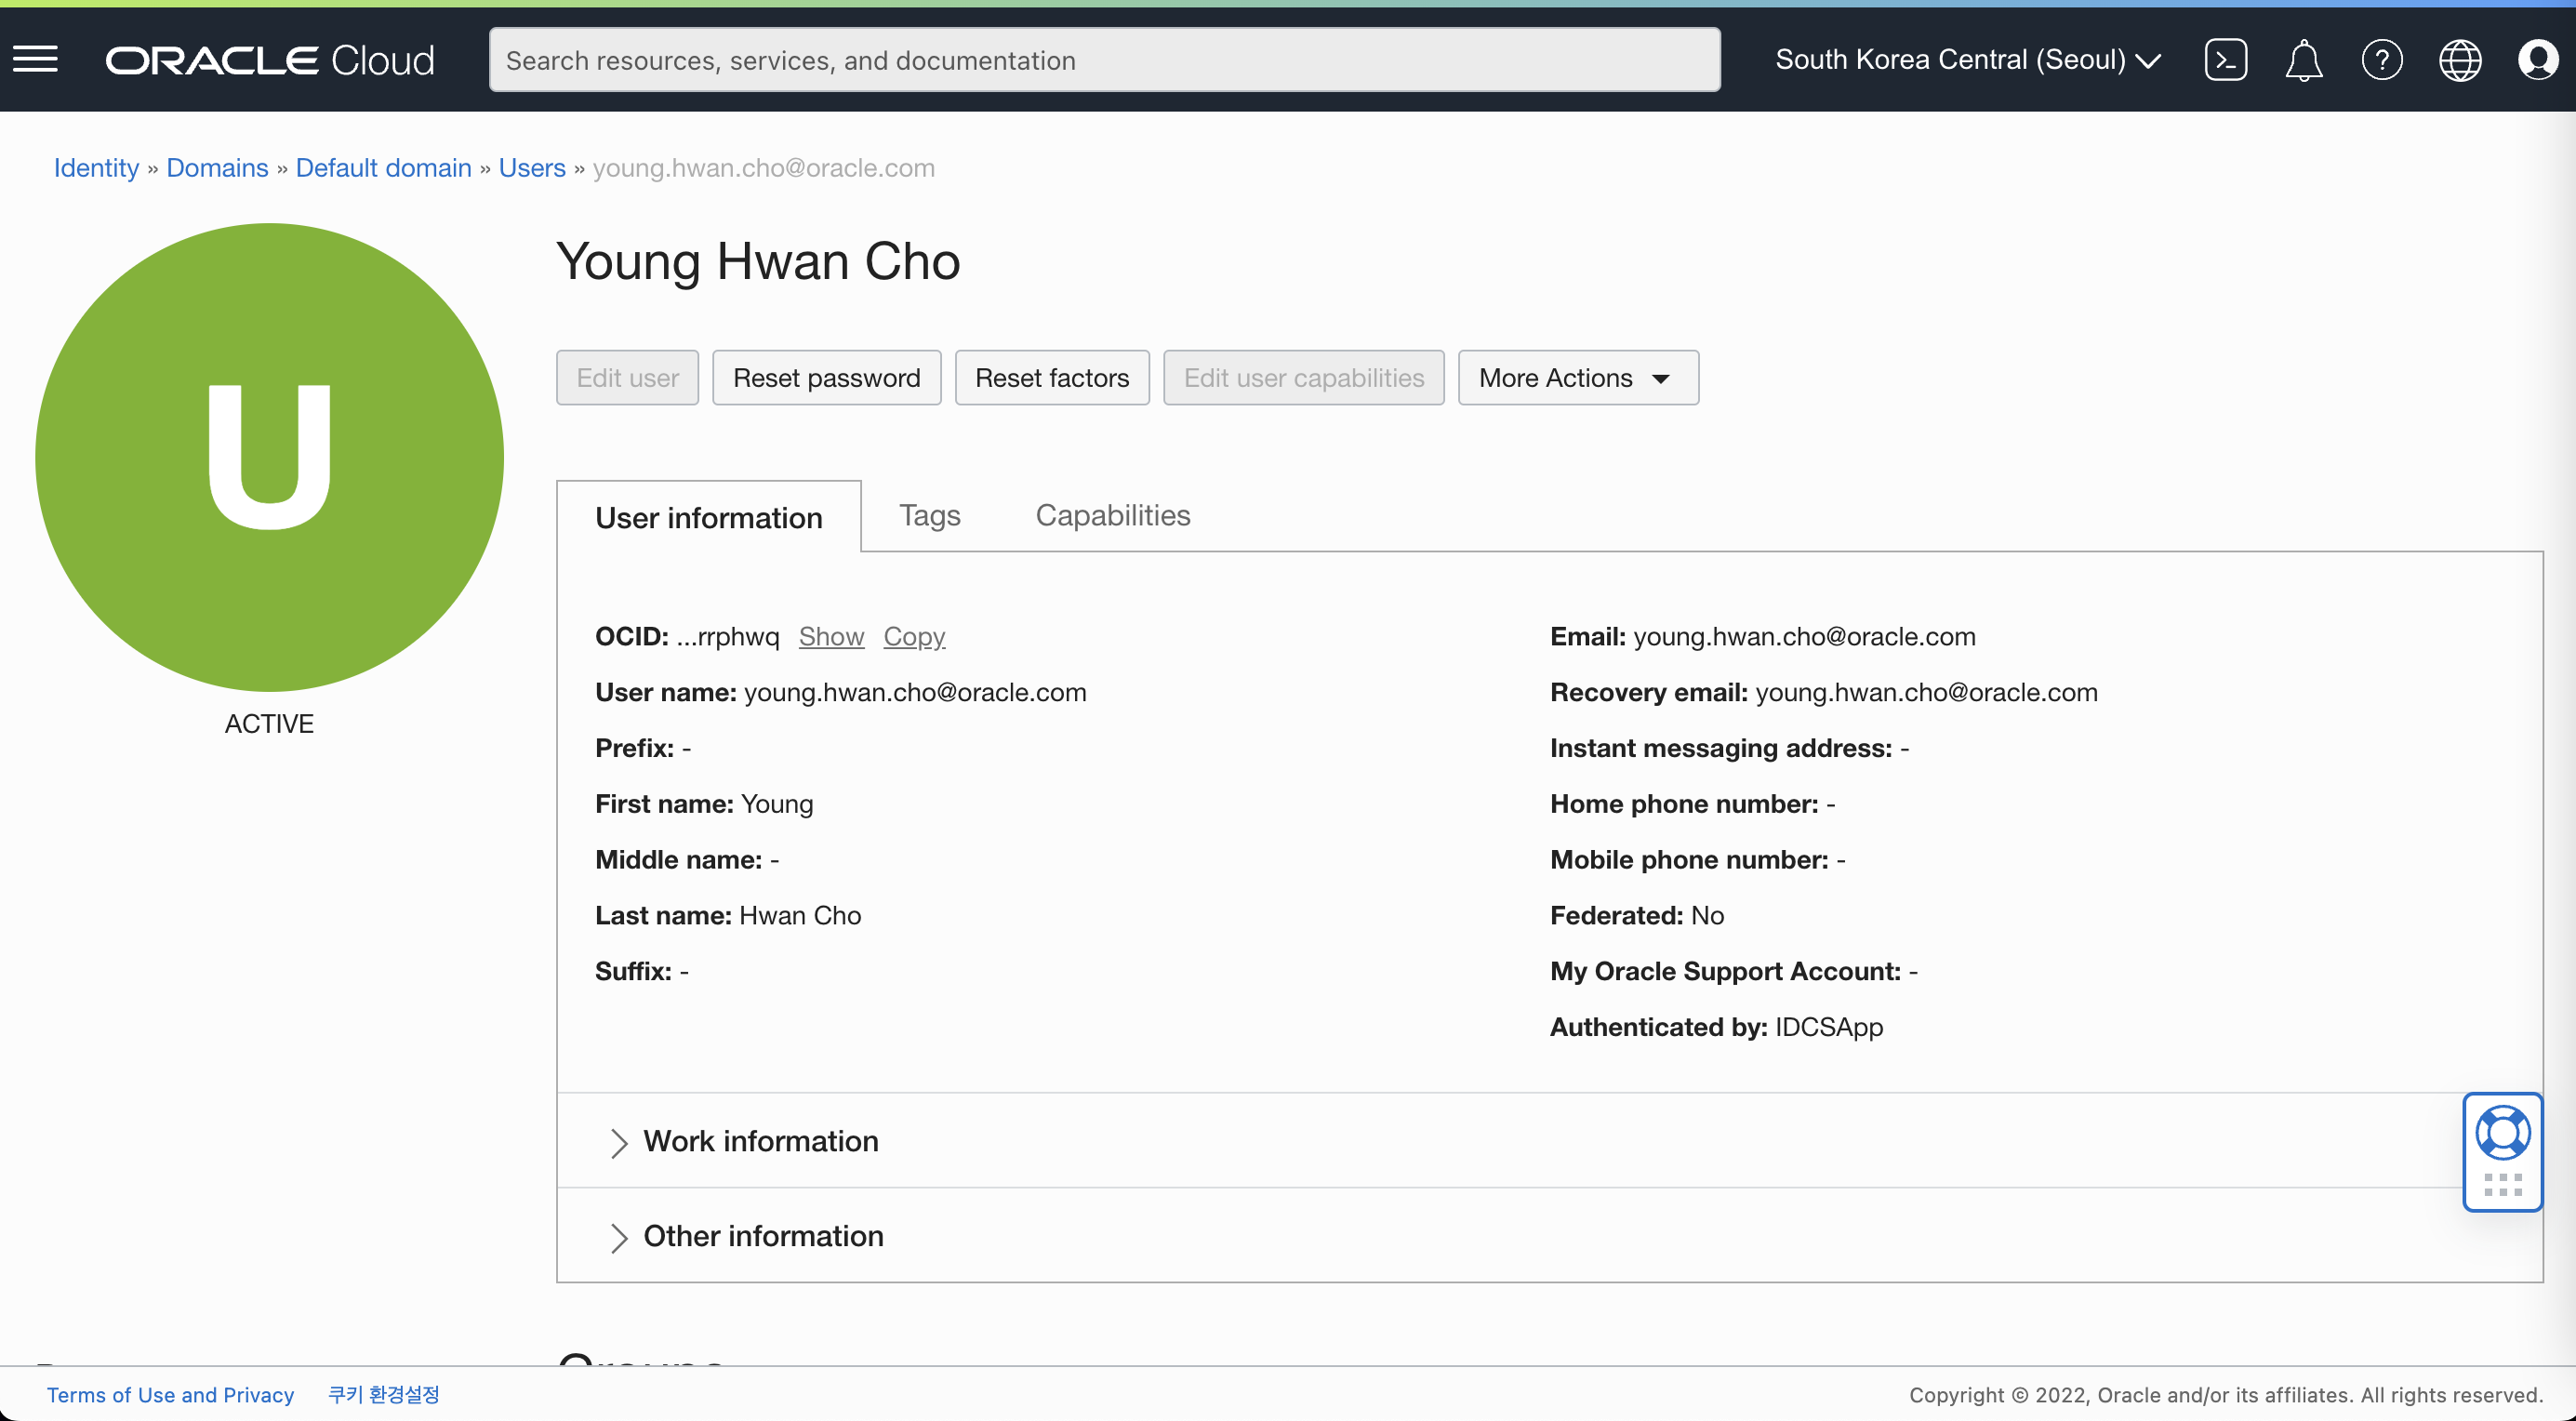 ORACLE Cloud
Search resources, services, and documentation
South Korea Central (Seoul)
Identity » Domains » Default domain » Users » young.hwan.cho@oracle.com
U
ACTIVE
Young Hwan Cho
Edit user
Reset password
Reset factors
Edit user capabilities
More Actions
User information
Tags
Capabilities
OCID: ...rrphwq Show Copy
User name: young.hwan.cho@oracle.com
Prefix: -
First name: Young
Middle name: -
Last name: Hwan Cho
Suffix: -
Email: young.hwan.cho@oracle.com
Recovery email: young.hwan.cho@oracle.com
Instant messaging address: -
Home phone number: -
Mobile phone number: -
Federated: No
My Oracle Support Account: -
Authenticated by: IDCSApp
Work information
Other information
Groups
Terms of Use and Privacy
쿠키 환경설정
Copyright © 2022, Oracle and/or its affiliates. All rights reserved.